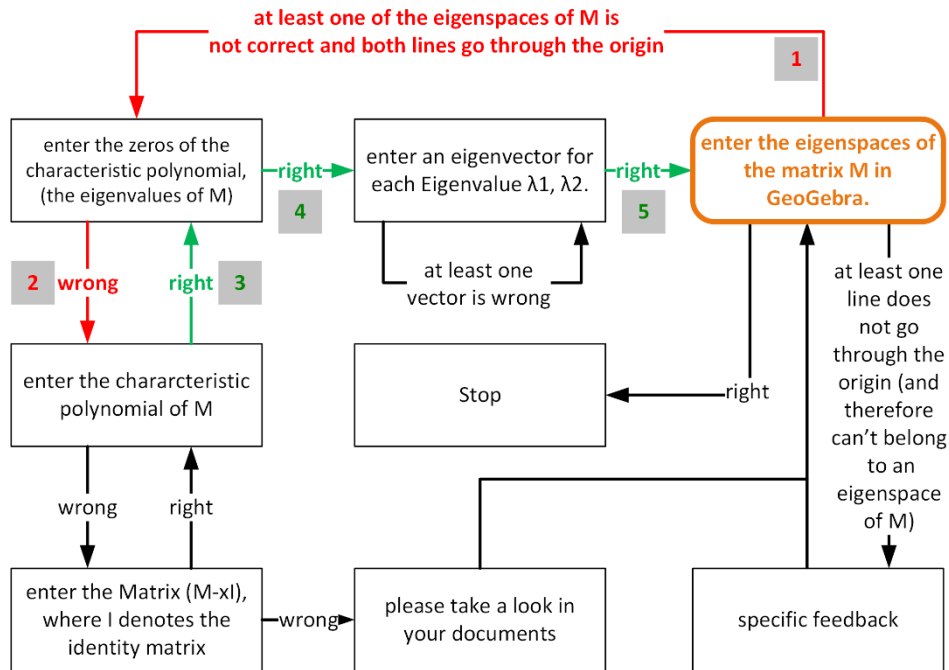 at least one of the eigenspaces of M is
not correct and both lines go through the origin
1
enter the zeros of the
characteristic polynomial,
(the eigenvalues of M)
right
4
enter an eigenvector for
each Eigenvalue λ1, λ2.
right
5
enter the eigenspaces of
the matrix M in
GeoGebra.
2
wrong
right
3
at least one
vector is wrong
at least one
line does
not go
through the
origin (and
therefore
can't belong
to an
eigenspace
of M)
enter the chararcteristic
polynomial of M
Stop
right
wrong
right
enter the Matrix (M-xI),
where I denotes the
identity matrix
wrong
please take a look in
your documents
specific feedback